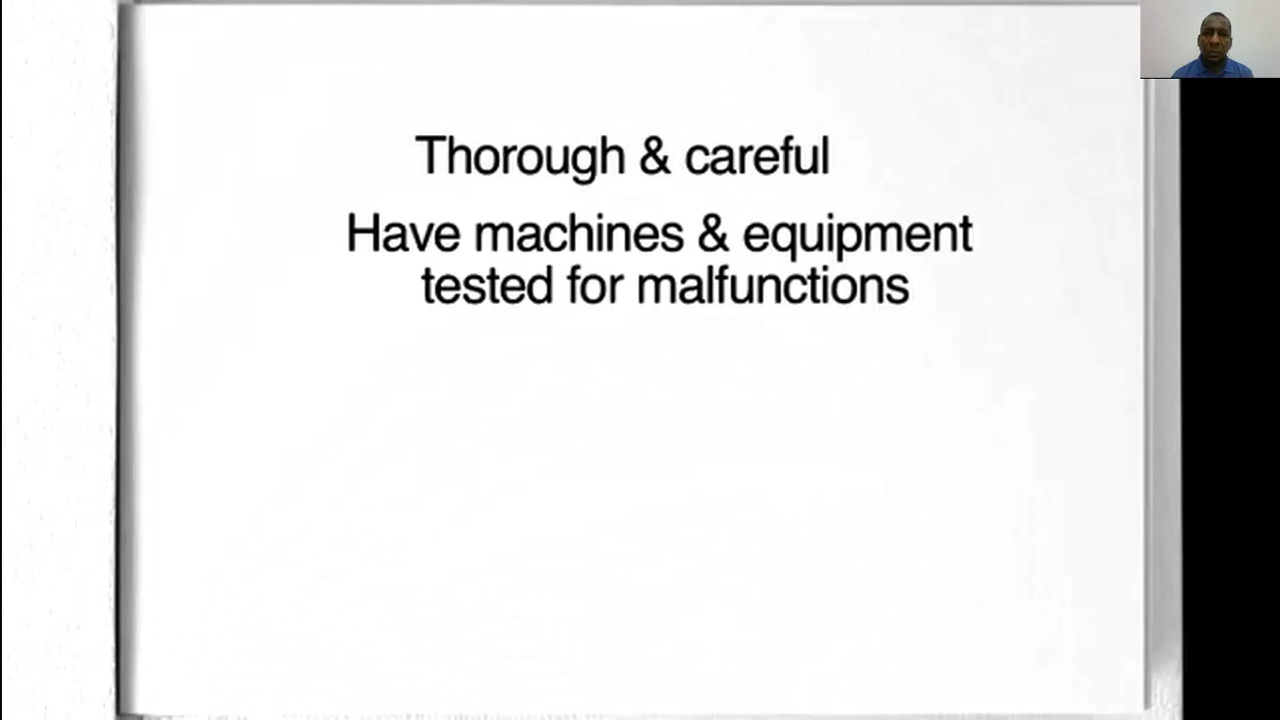 Thorough & careful
Have machines & equipment
tested for malfunctions